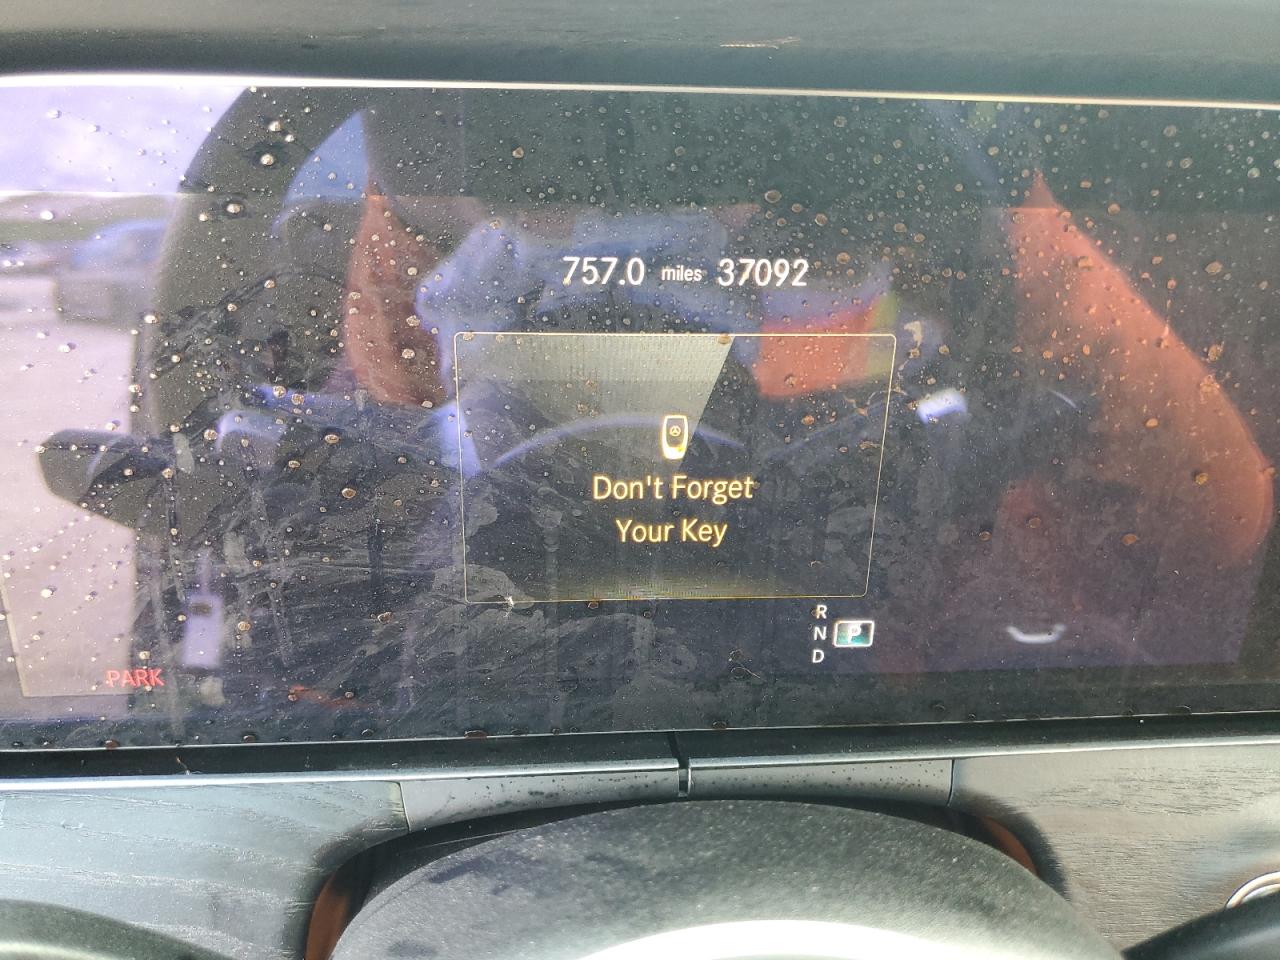 757.0 miles 37092
Don't Forget
Your Key
R
N P
D
PARK